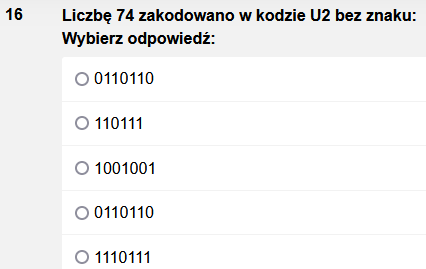 16 Liczbę 74 zakodowano w kodzie U2 bez znaku:
Wybierz odpowiedź:
0110110
110111
1001001
0110110
1110111